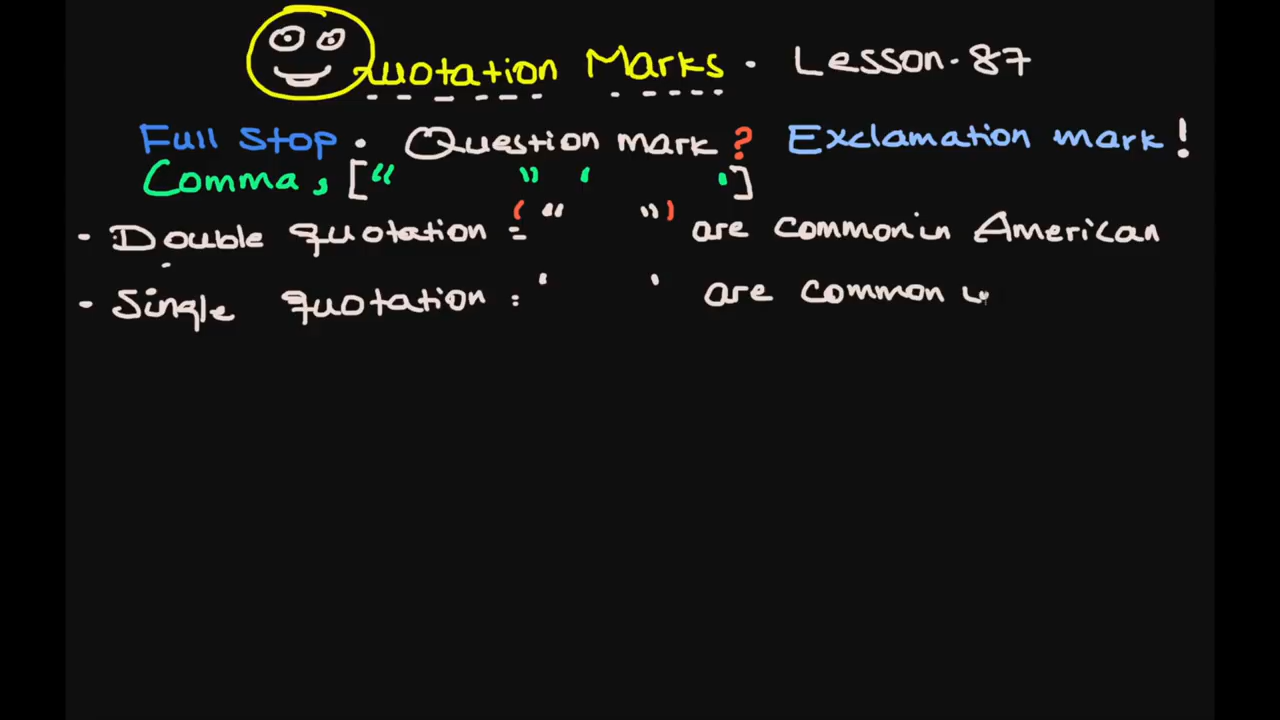 Quotation Marks. Lesson-87
Full Stop. Question mark ? Exclamation mark!
Comma, [“ ” ‘ ’]
- Double quotation = (“ ”) are common in American
- Single quotation : ‘ ’ are common